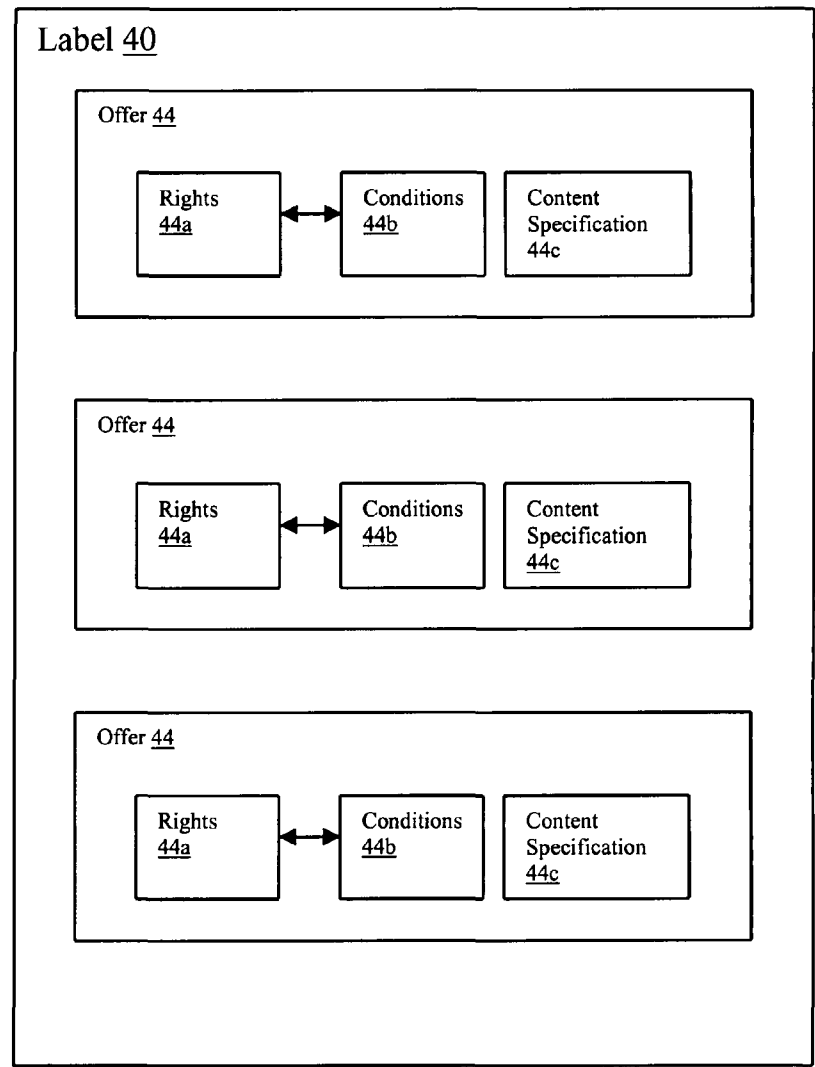 Label 40
Offer 44
Rights
44a
Conditions
44b
Content
Specification
44c
Offer 44
Rights
44a
Conditions
44b
Content
Specification
44c
Offer 44
Rights
44a
Conditions
44b
Content
Specification
44c